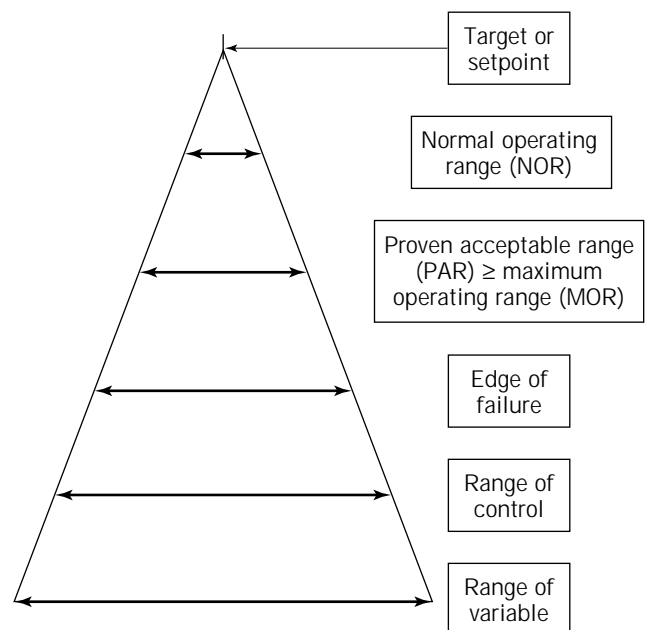 Target or
setpoint
Normal operating
range (NOR)
Proven acceptable range
(PAR) ≥ maximum
operating range (MOR)
Edge of
failure
Range of
control
Range of
variable